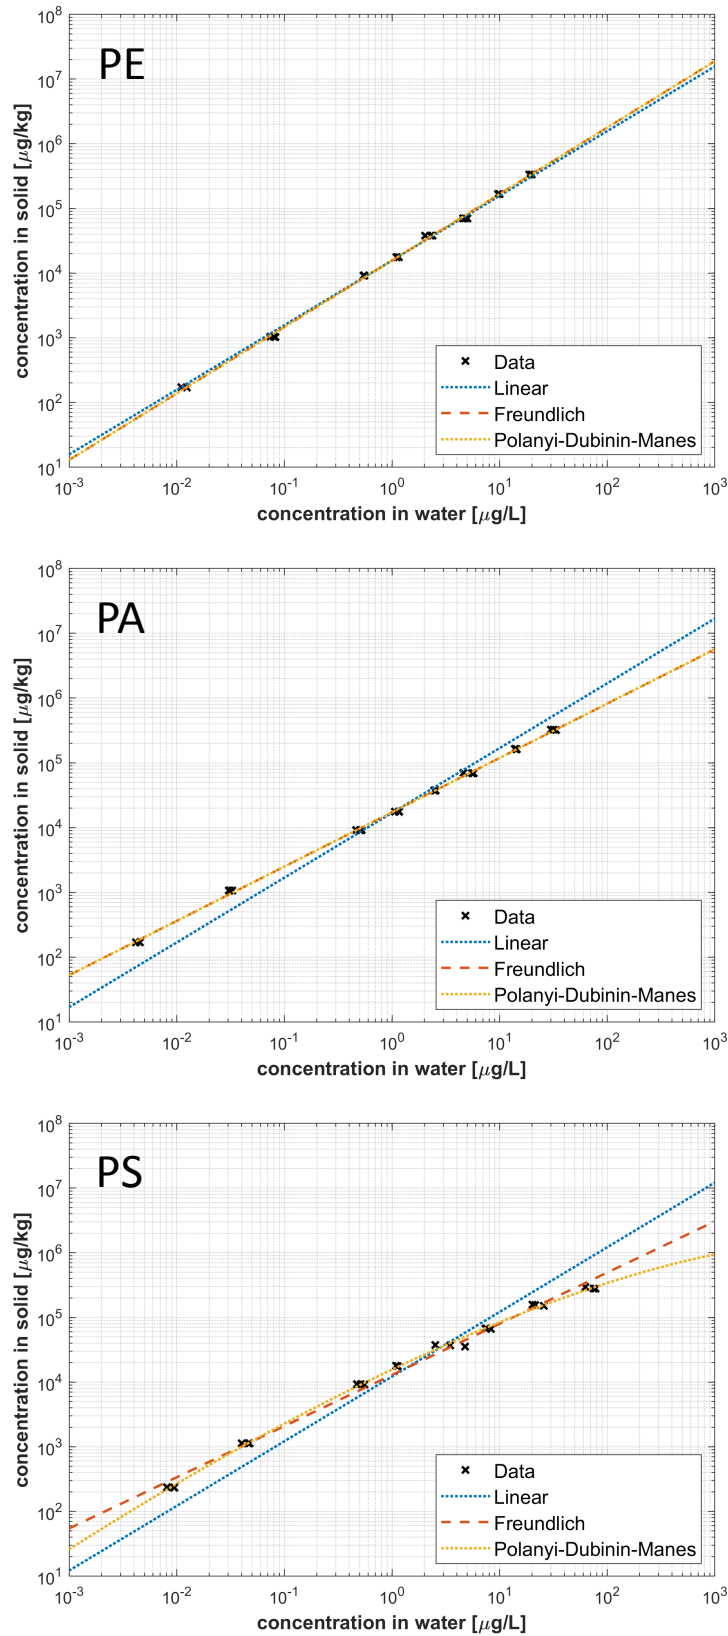 PE
concentration in solid [μg/kg]
10^8
10^7
10^6
10^5
10^4
10^3
10^2
10^1
Data
Linear
Freundlich
Polanyi-Dubinin-Manes
10^-3 10^-2 10^-1 10^0 10^1 10^2 10^3
concentration in water [μg/L]
PA
concentration in solid [μg/kg]
10^8
10^7
10^6
10^5
10^4
10^3
10^2
10^1
Data
Linear
Freundlich
Polanyi-Dubinin-Manes
10^-3 10^-2 10^-1 10^0 10^1 10^2 10^3
concentration in water [μg/L]
PS
concentration in solid [μg/kg]
10^8
10^7
10^6
10^5
10^4
10^3
10^2
10^1
Data
Linear
Freundlich
Polanyi-Dubinin-Manes
10^-3 10^-2 10^-1 10^0 10^1 10^2 10^3
concentration in water [μg/L]